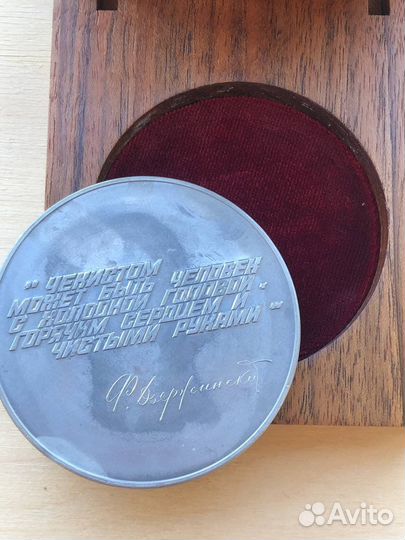 "ЧЕКИСТОМ ЧЕЛОВЕК
МОЖЕТ БЫТЬ
С ХОЛОДНОЙ ГОЛОВОЙ,
ГОРЯЧИМ СЕРДЦЕМ И
ЧИСТЫМИ РУКАМИ"
Ф. Дзержинский
Avito